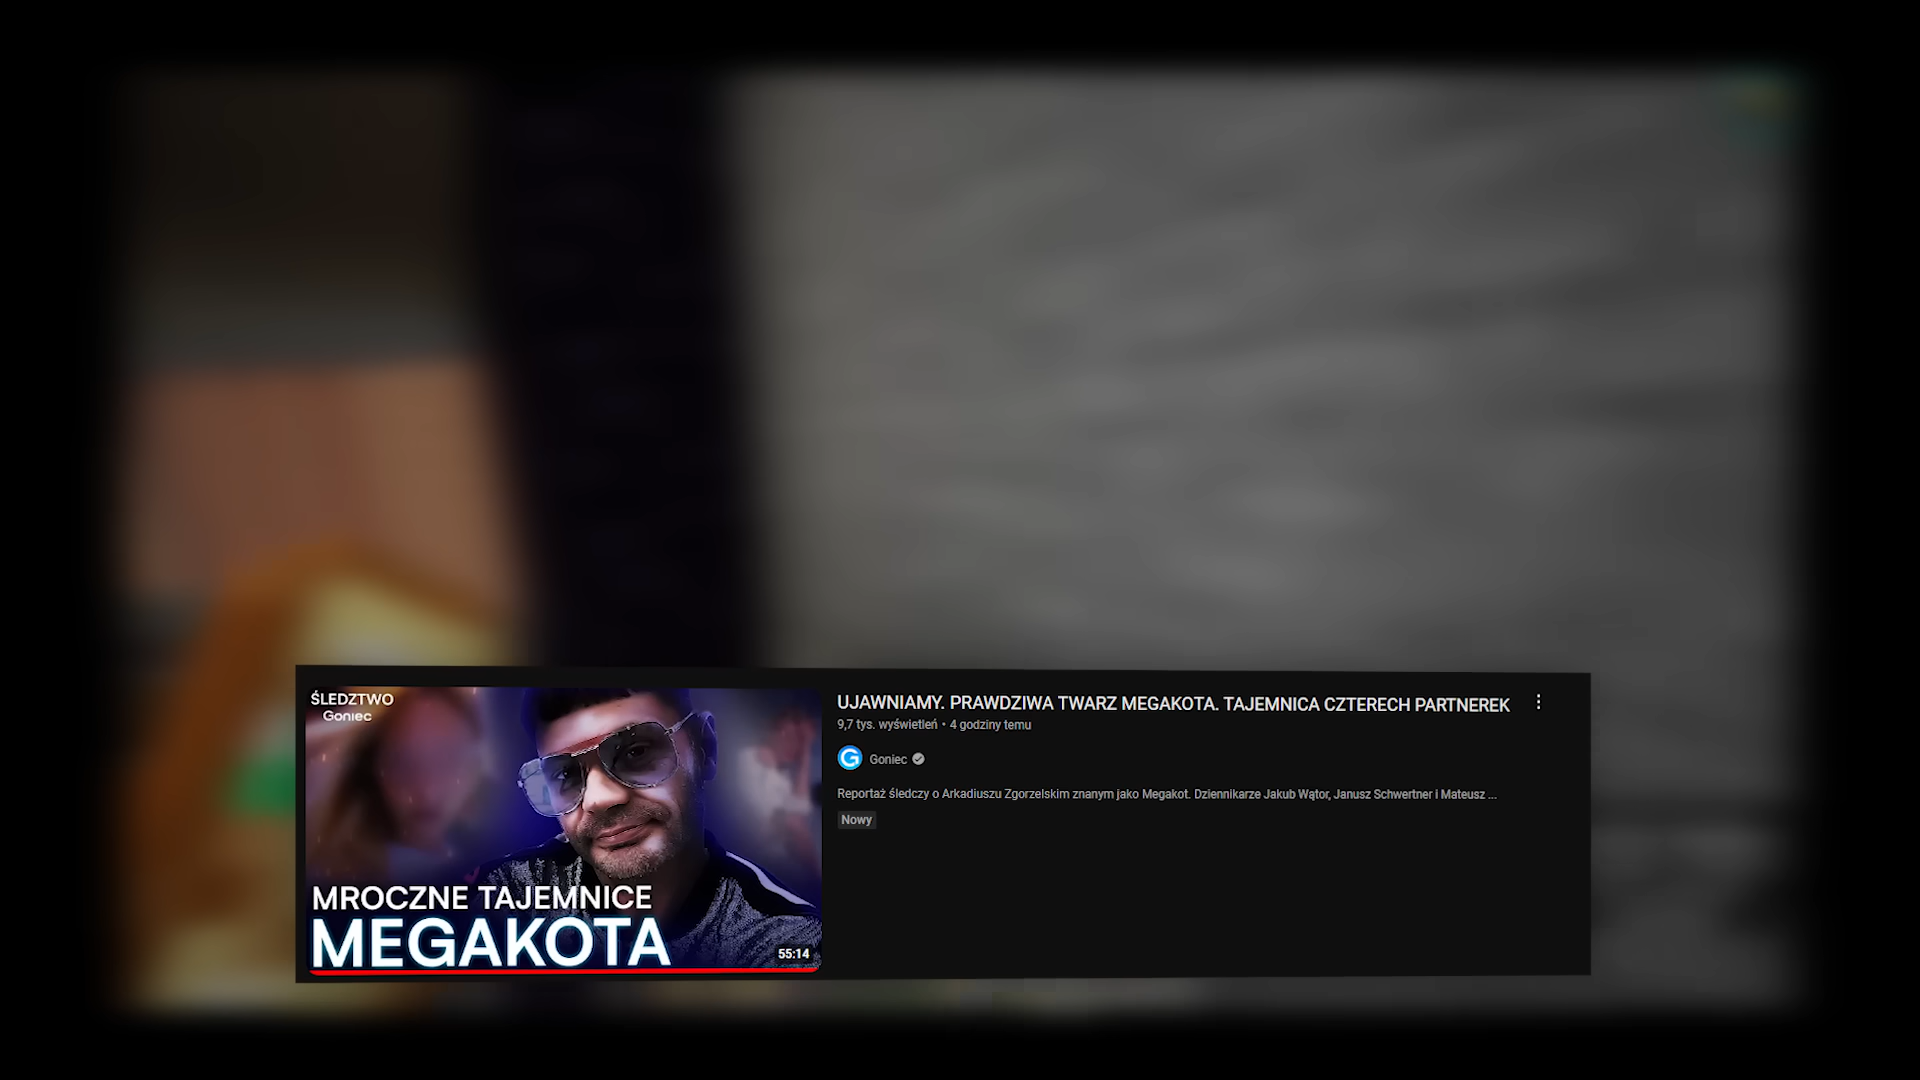 ŚLEDZTWO
Goniec
MROCZNE TAJEMNICE
MEGAKOTA
55:14
UJAWNIAMY. PRAWDZIWA TWARZ MEGAKOTA. TAJEMNICA CZTERECH PARTNEREK
9,7 tys. wyświetleń • 4 godziny temu
G Goniec
Reportaż śledczy o Arkadiuszu Zgorzelskim znanym jako Megakot. Dziennikarze Jakub Wątor, Janusz Schwertner i Mateusz ...
Nowy